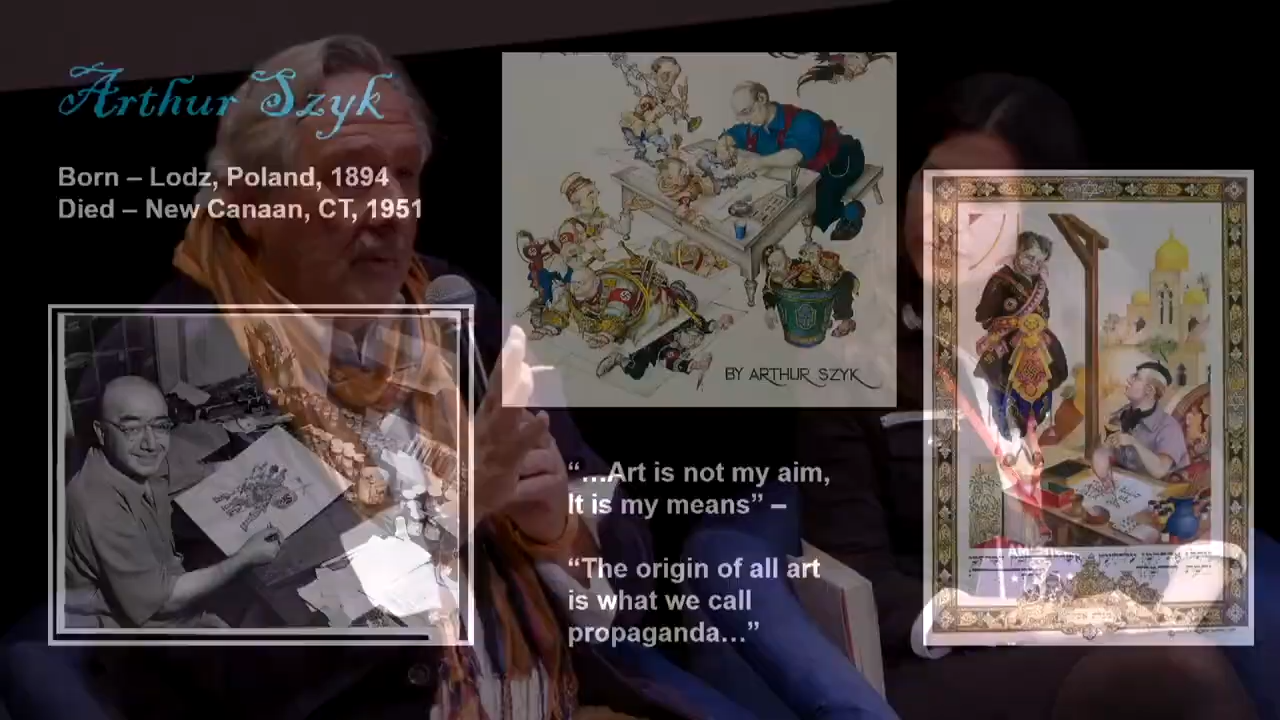 Arthur Szyk
Born – Lodz, Poland, 1894
Died – New Canaan, CT, 1951
BY ARTHUR SZYK
“...Art is not my aim,
It is my means” –
“The origin of all art
is what we call
propaganda...”